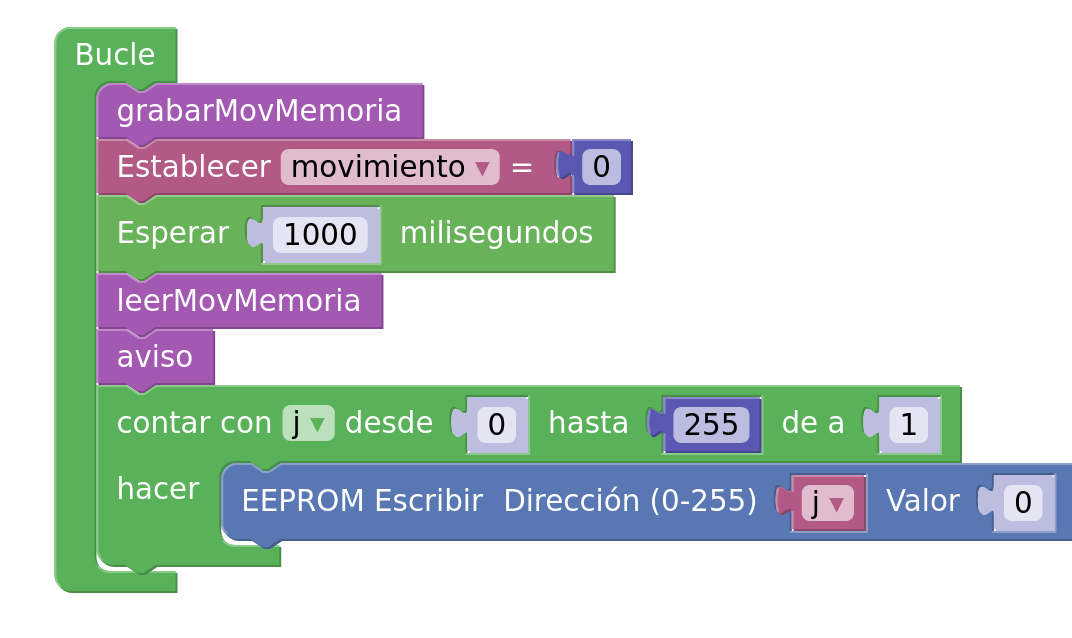 Bucle
grabarMovMemoria
Establecer movimiento = 0
Esperar 1000 milisegundos
leerMovMemoria
aviso
contar con j desde 0 hasta 255 de a 1
hacer EEPROM Escribir Dirección (0-255) j Valor 0